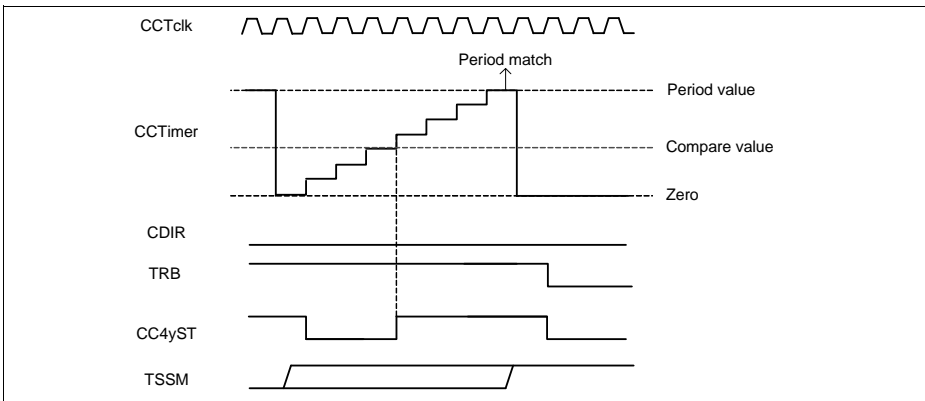 CCTclk
Period match
Period value
CCTimer
Compare value
Zero
CDIR
TRB
CC4yST
TSSM